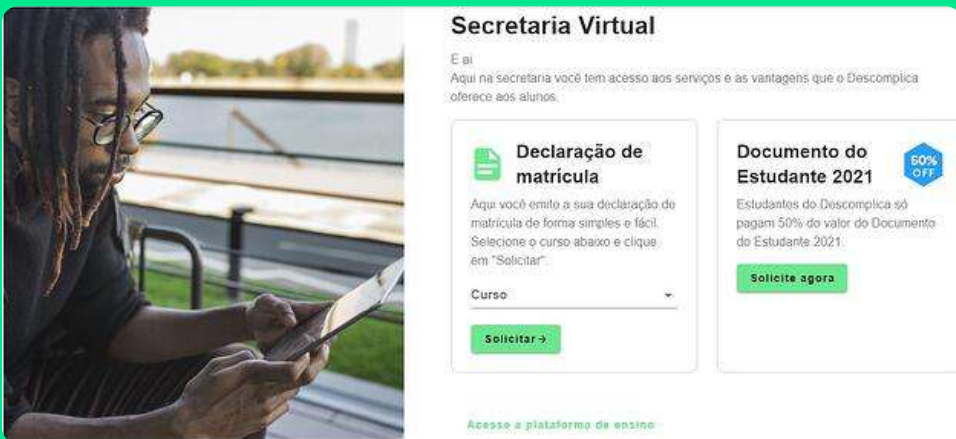 Secretaria Virtual
E aí
Aqui na secretaria você tem acesso aos serviços e as vantagens que o Descomplica
oferece aos alunos.
Declaração de
matrícula
Aqui você emite a sua declaração de
matrícula de forma simples e fácil.
Selecione o curso abaixo e clique
em "Solicitar".
Curso
Solicitar →
Documento do
Estudante 2021
50%
OFF
Estudantes do Descomplica só
pagam 50% do valor do Documento
do Estudante 2021.
Solicite agora
Acesse a plataforma de ensino